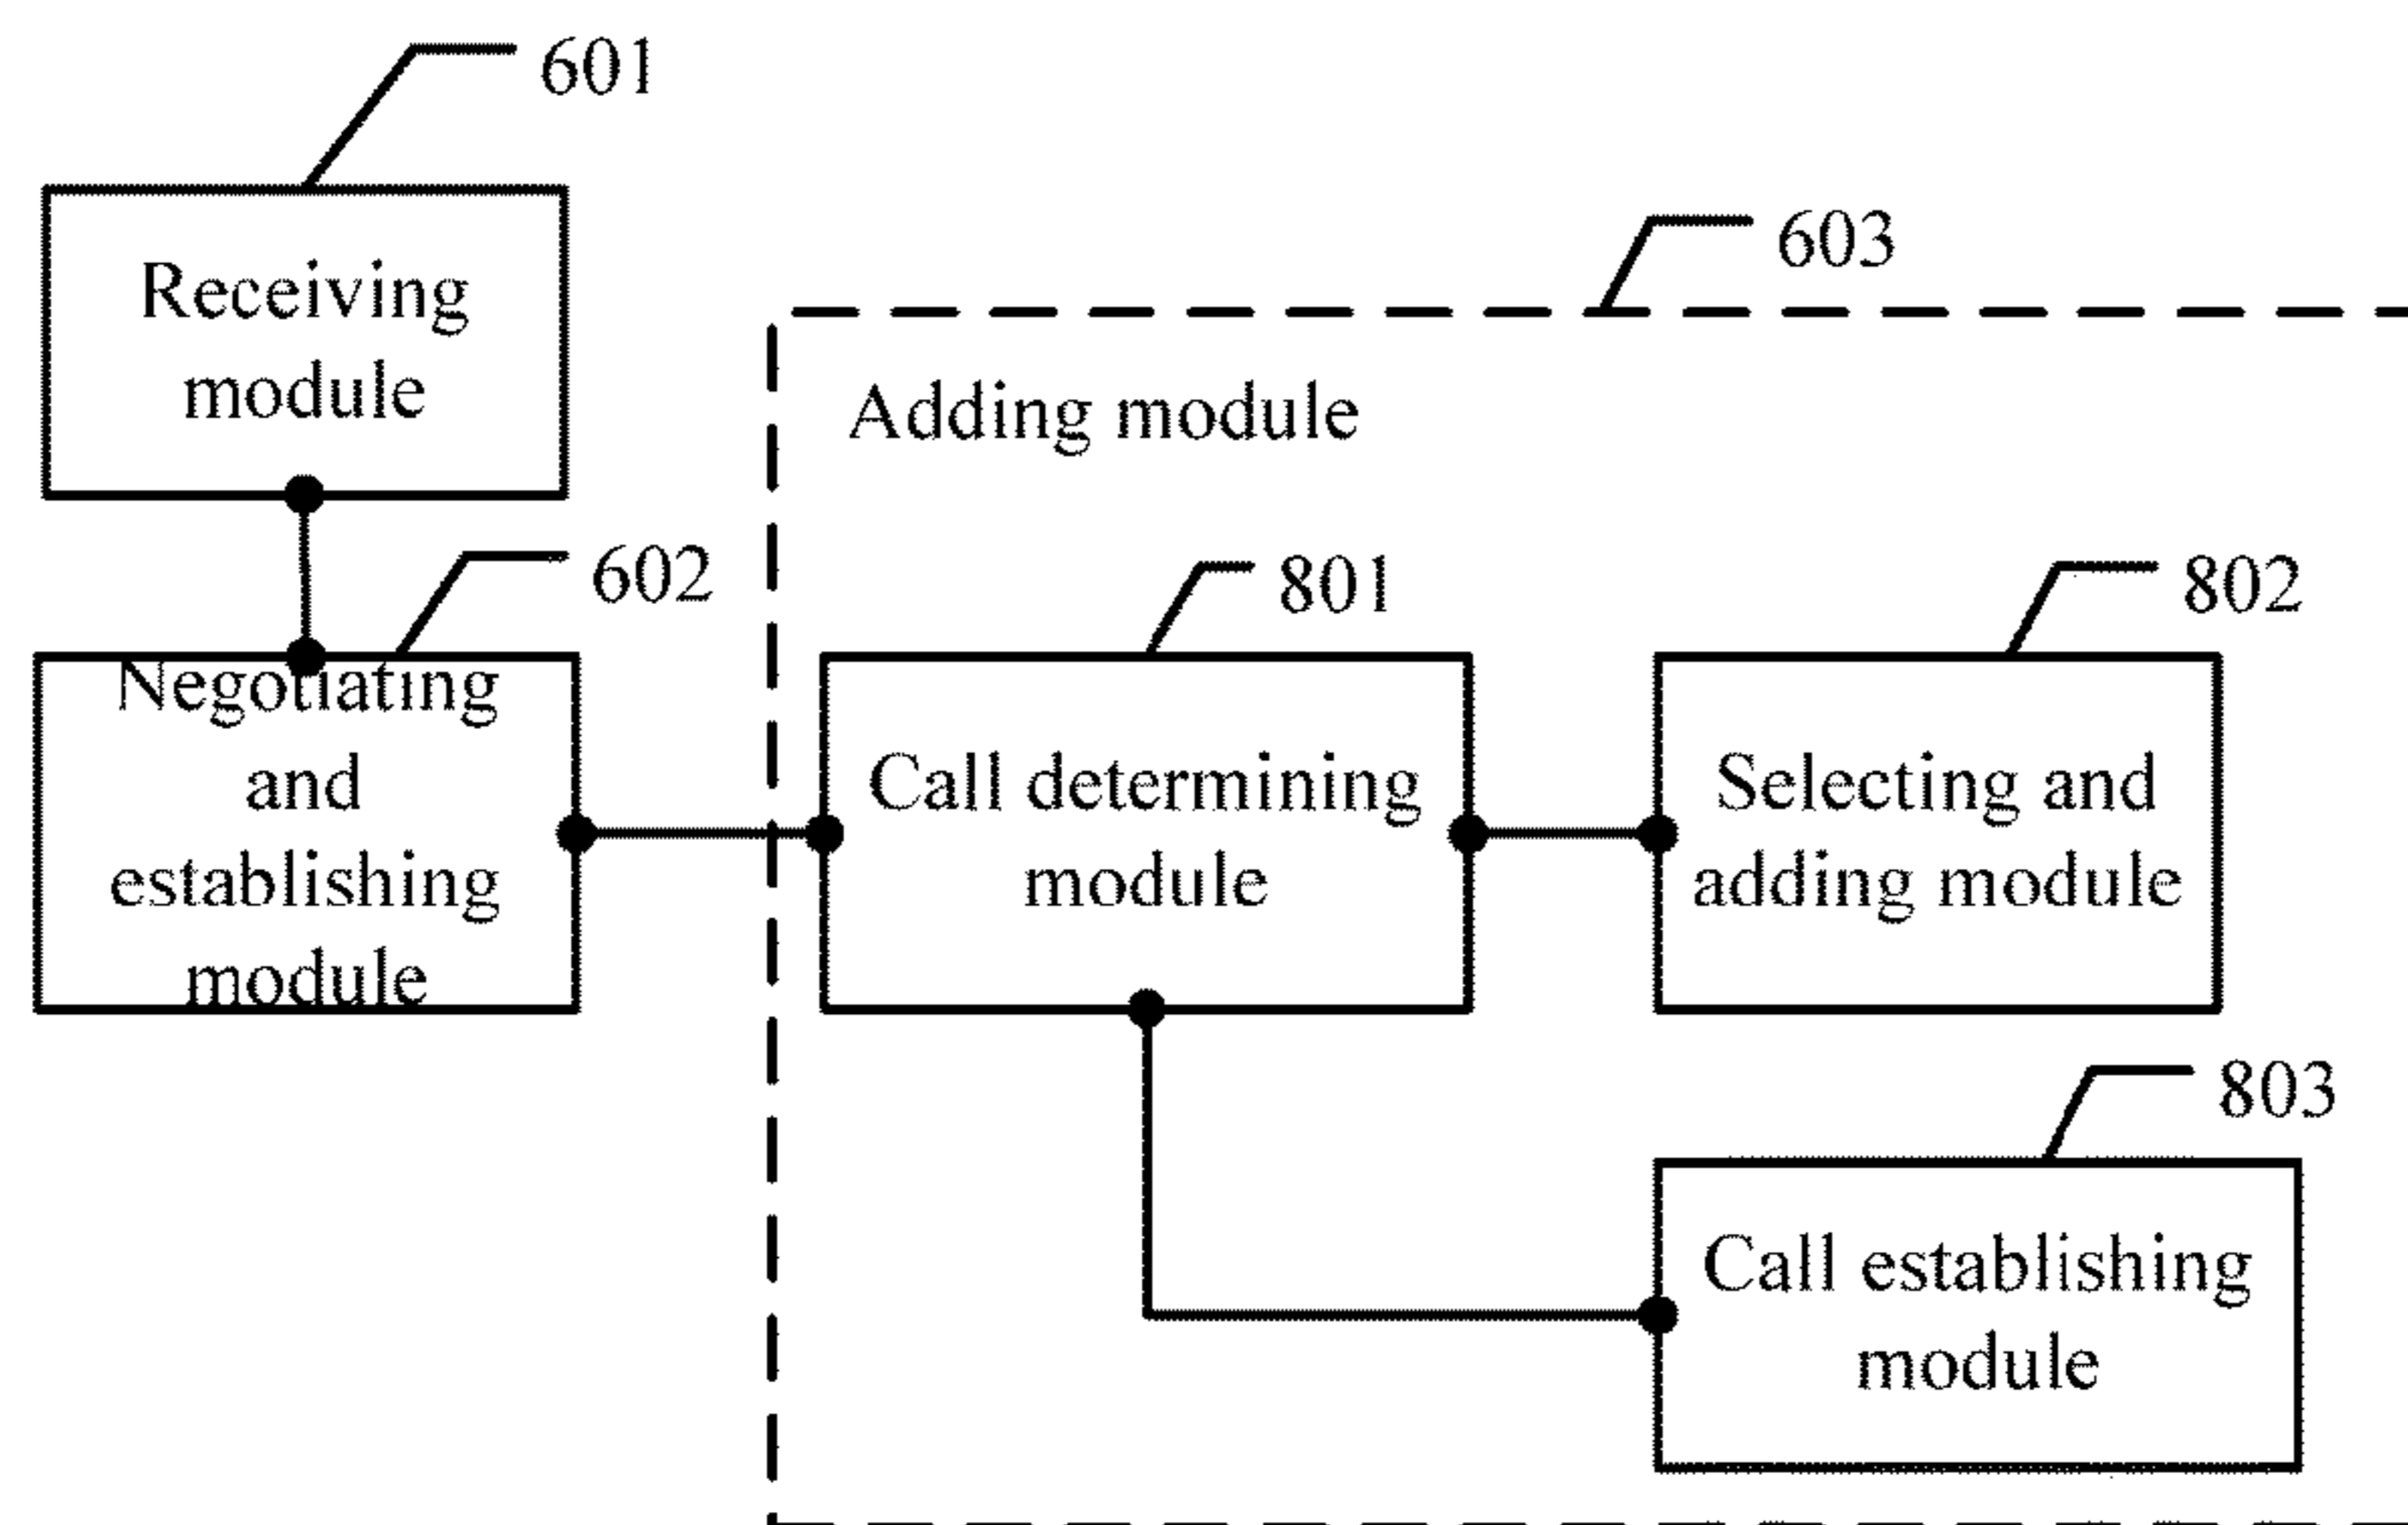 601
Receiving
module
603
Adding module
602
Negotiating
and
establishing
module
801
Call determining
module
802
Selecting and
adding module
803
Call establishing
module